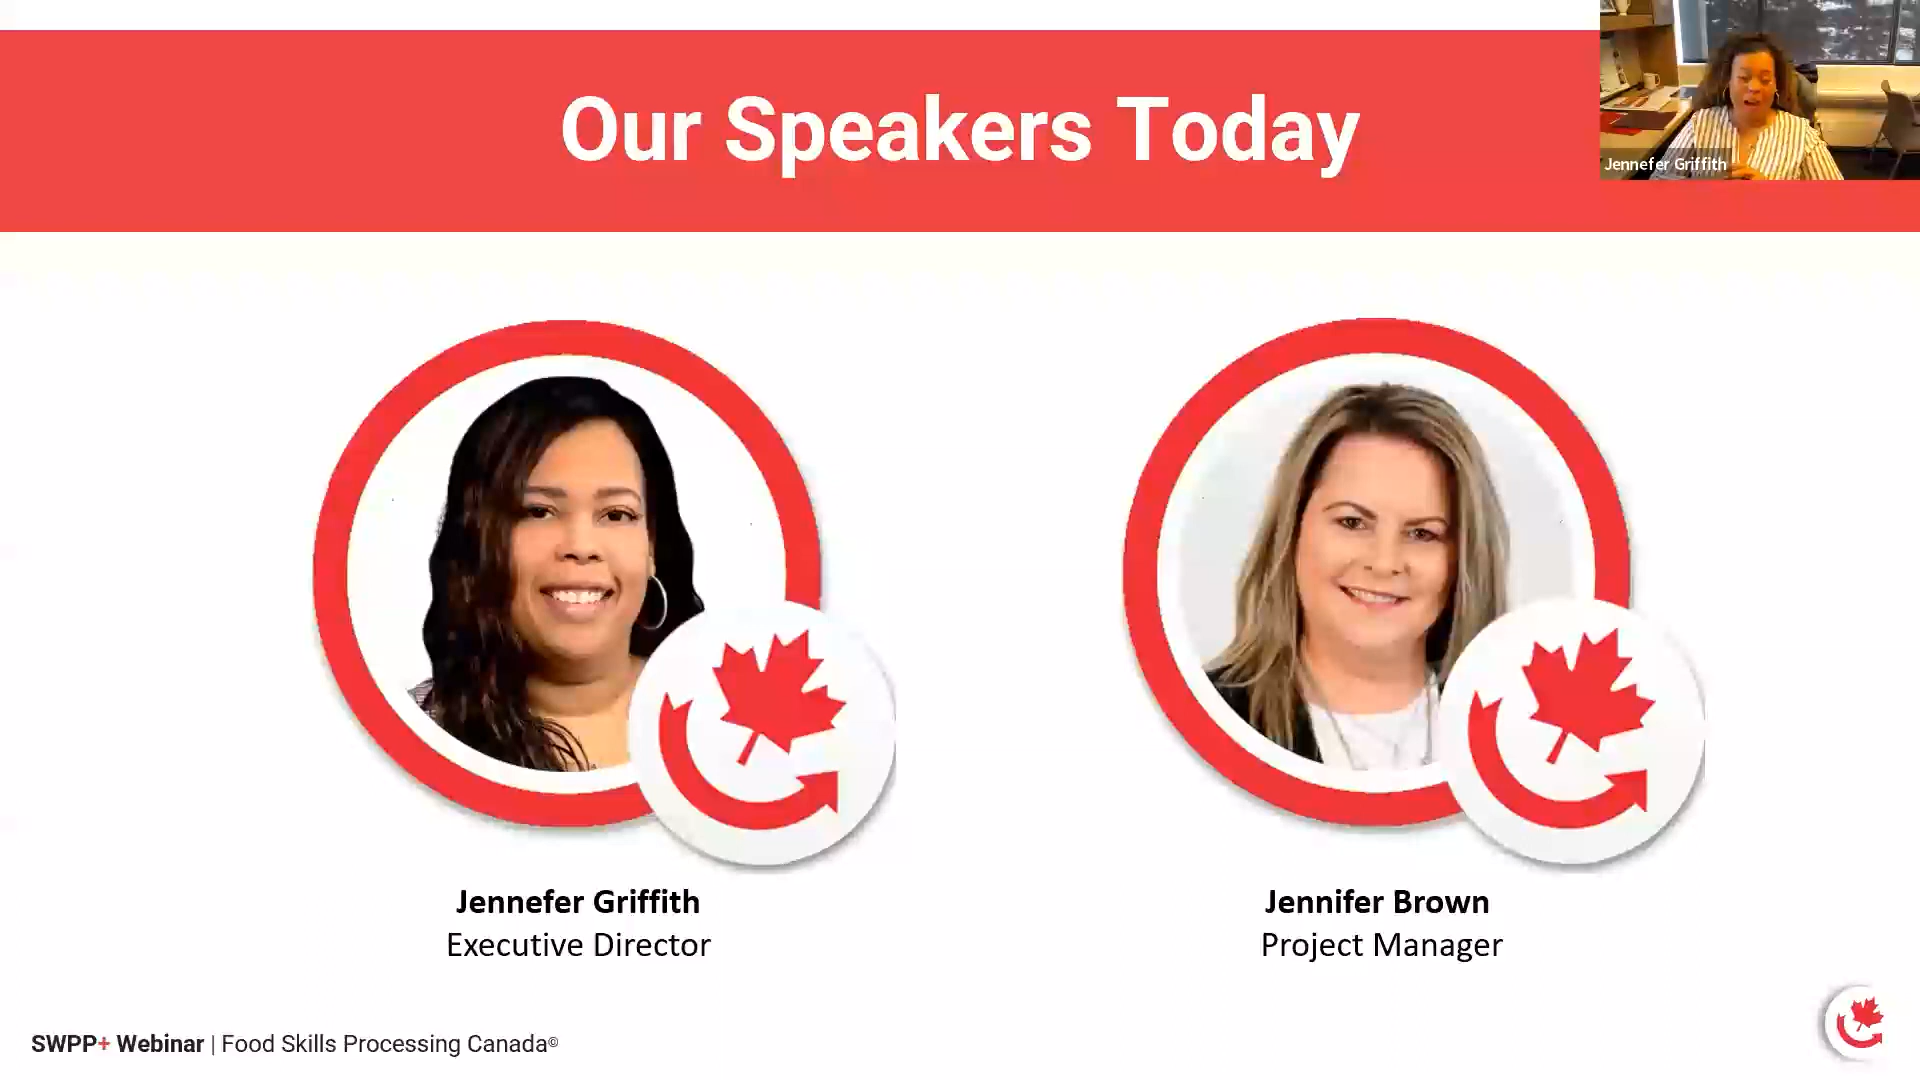 Our Speakers Today
Jennefer Griffith
Jennefer Griffith
Executive Director
Jennifer Brown
Project Manager
SWPP+ Webinar | Food Skills Processing Canada©